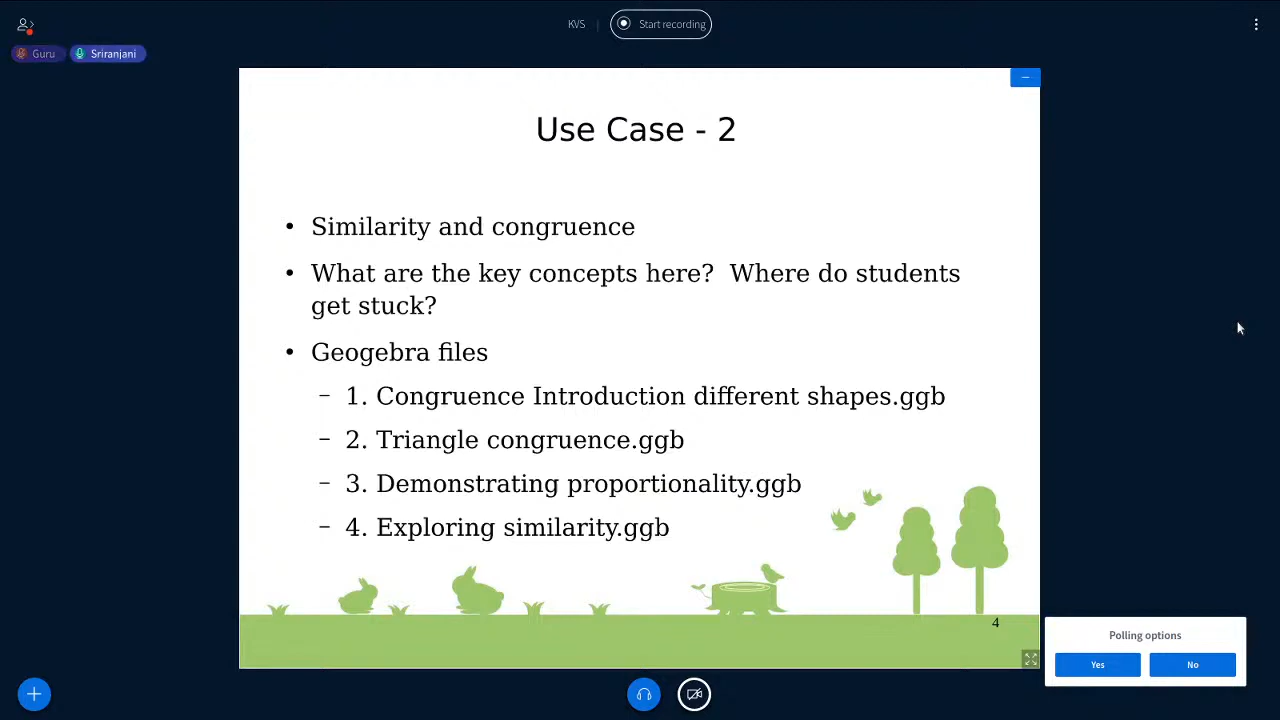 KVS
Start recording
Guru
Sriranjani
Use Case - 2
• Similarity and congruence
• What are the key concepts here? Where do students
get stuck?
• Geogebra files
– 1. Congruence Introduction different shapes.ggb
– 2. Triangle congruence.ggb
– 3. Demonstrating proportionality.ggb
– 4. Exploring similarity.ggb
4
Polling options
Yes
No